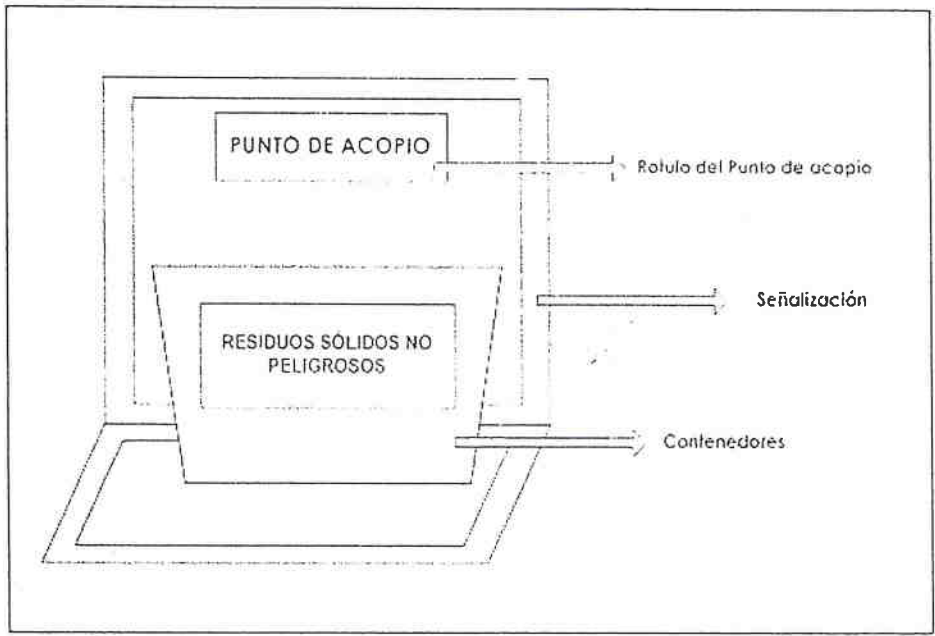 PUNTO DE ACOPIO
Rotulo del Punto de acopio
Señalización
RESIDUOS SÓLIDOS NO
PELIGROSOS
Contenedores